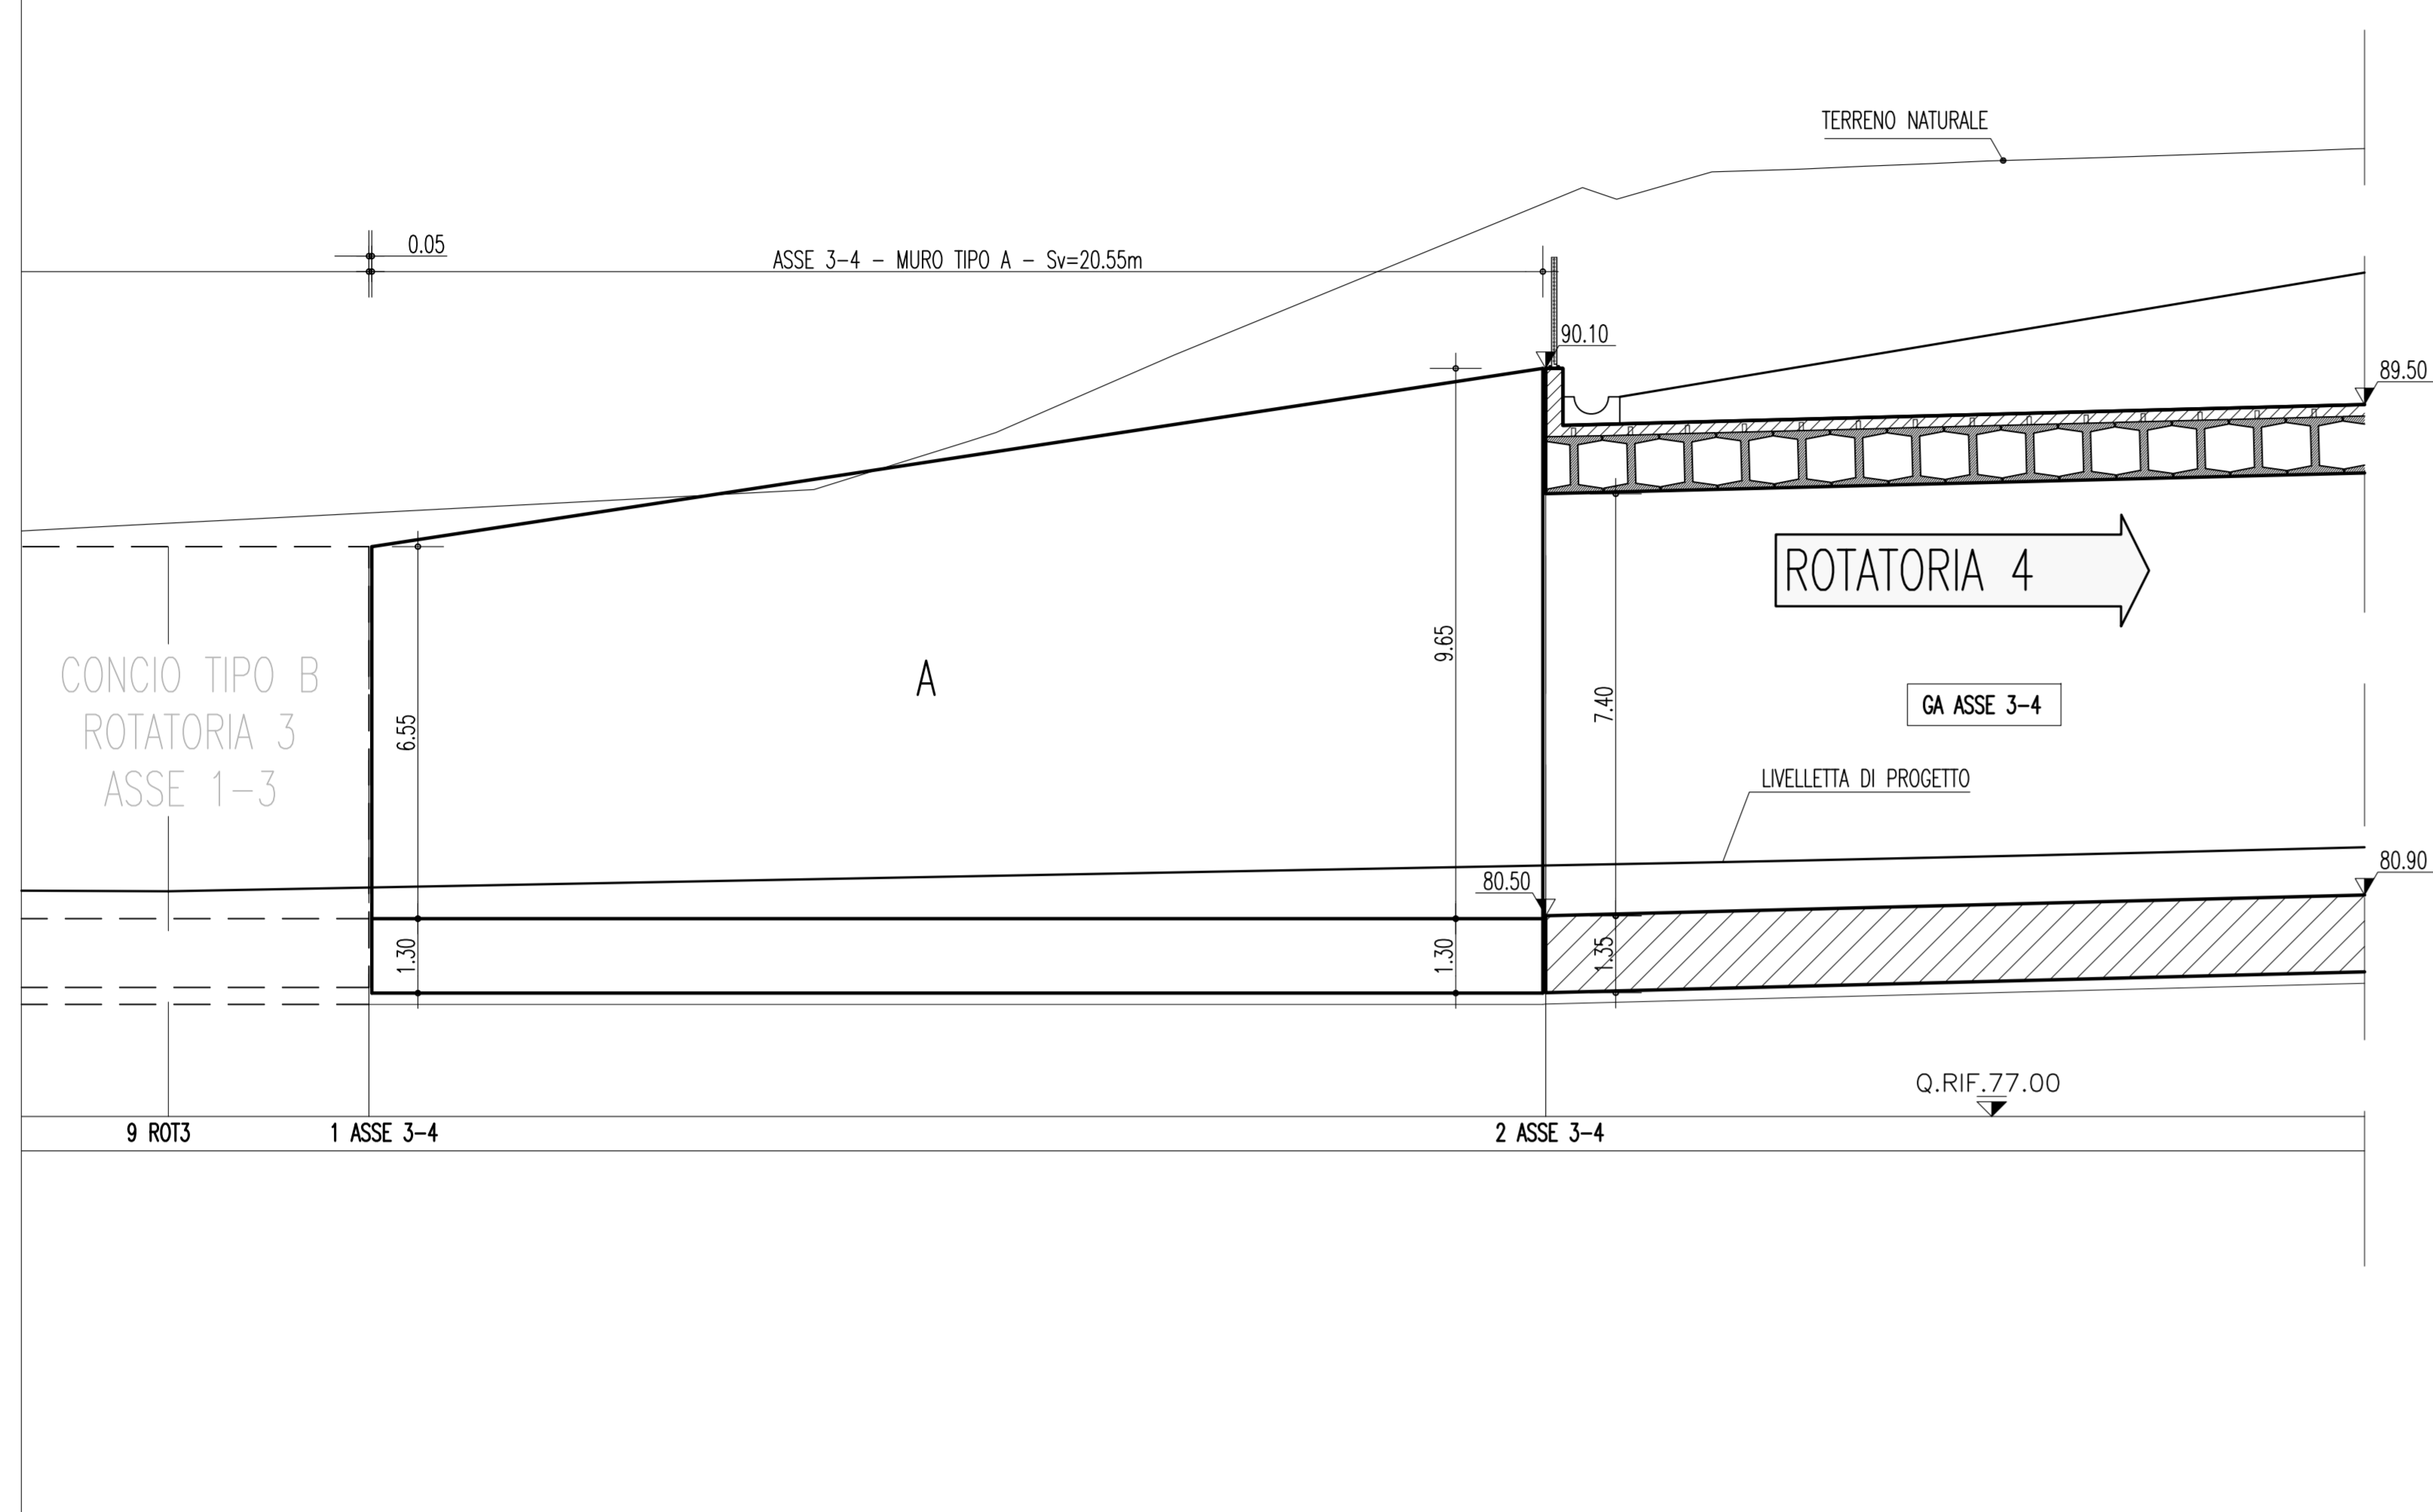 TERRENO NATURALE
0.05
ASSE 3-4 - MURO TIPO A - Sv=20.55m
90.10
89.50
ROTATORIA 4
CONCIO TIPO B
ROTATORIA 3
ASSE 1-3
A
6.55
9.65
7.40
GA ASSE 3-4
LIVELLETTA DI PROGETTO
80.50
80.90
1.30
1.30
1.35
Q.RIF.77.00
9 ROT3
1 ASSE 3-4
2 ASSE 3-4